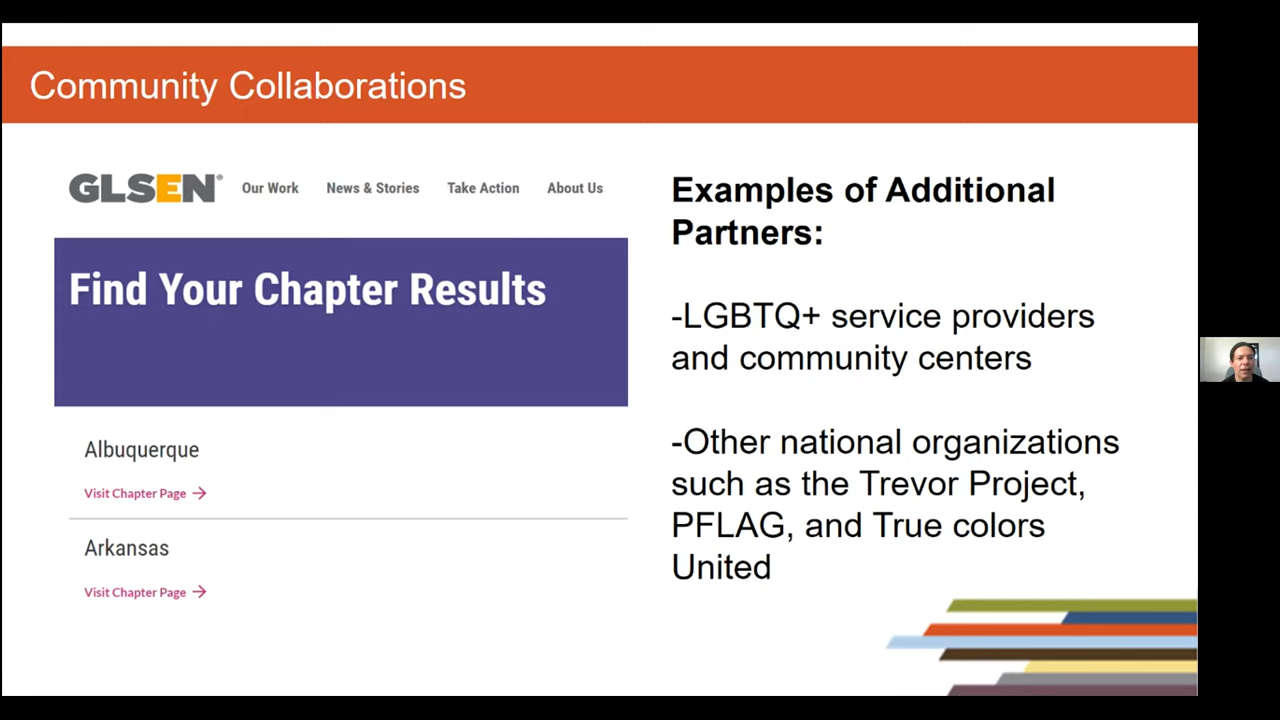 Community Collaborations
GLSEN®
Our Work News & Stories Take Action About Us
Find Your Chapter Results
Albuquerque
Visit Chapter Page →
Arkansas
Visit Chapter Page →
Examples of Additional
Partners:
-LGBTQ+ service providers
and community centers
-Other national organizations
such as the Trevor Project,
PFLAG, and True colors
United